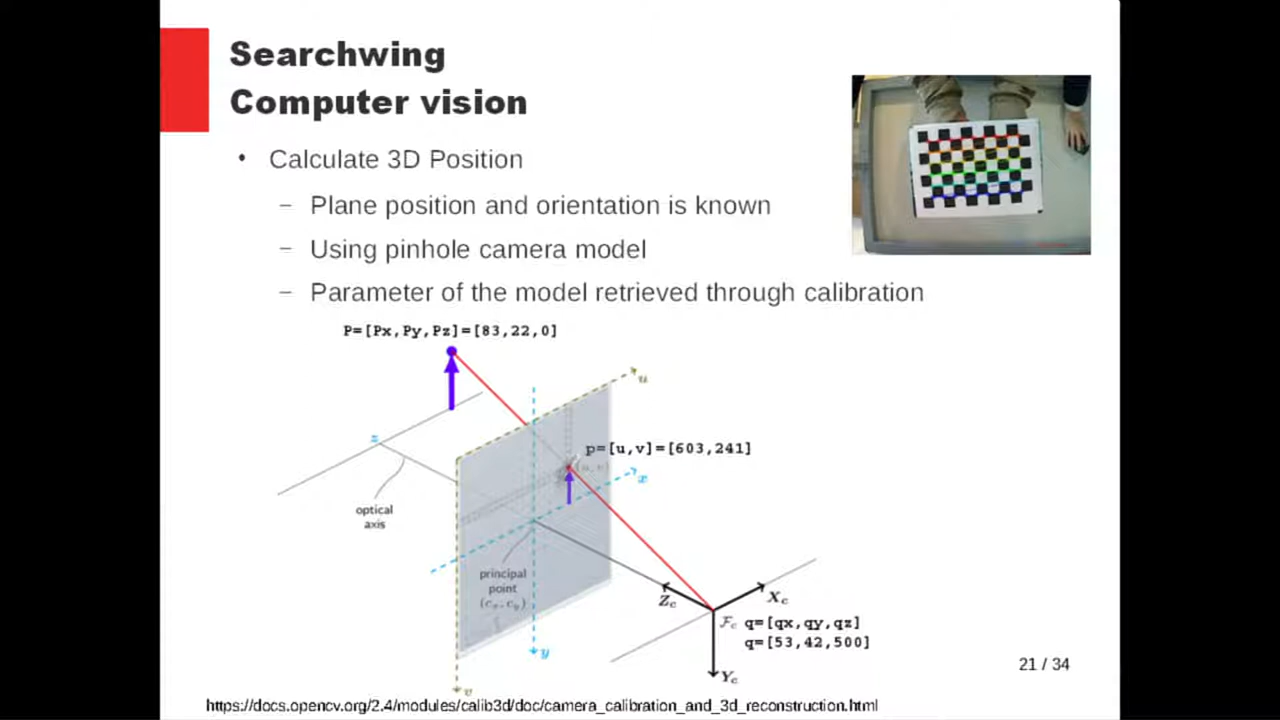 Searchwing
Computer vision
• Calculate 3D Position
– Plane position and orientation is known
– Using pinhole camera model
– Parameter of the model retrieved through calibration
P=[Px,Py,Pz]=[83,22,0]
u
z
p=[u,v]=[603,241]
(u, v)
x
optical
axis
principal
point
(cx, cy)
Zc
Xc
Fc q=[qx,qy,qz]
q=[53,42,500]
y
Yc
v
21 / 34
https://docs.opencv.org/2.4/modules/calib3d/doc/camera_calibration_and_3d_reconstruction.html